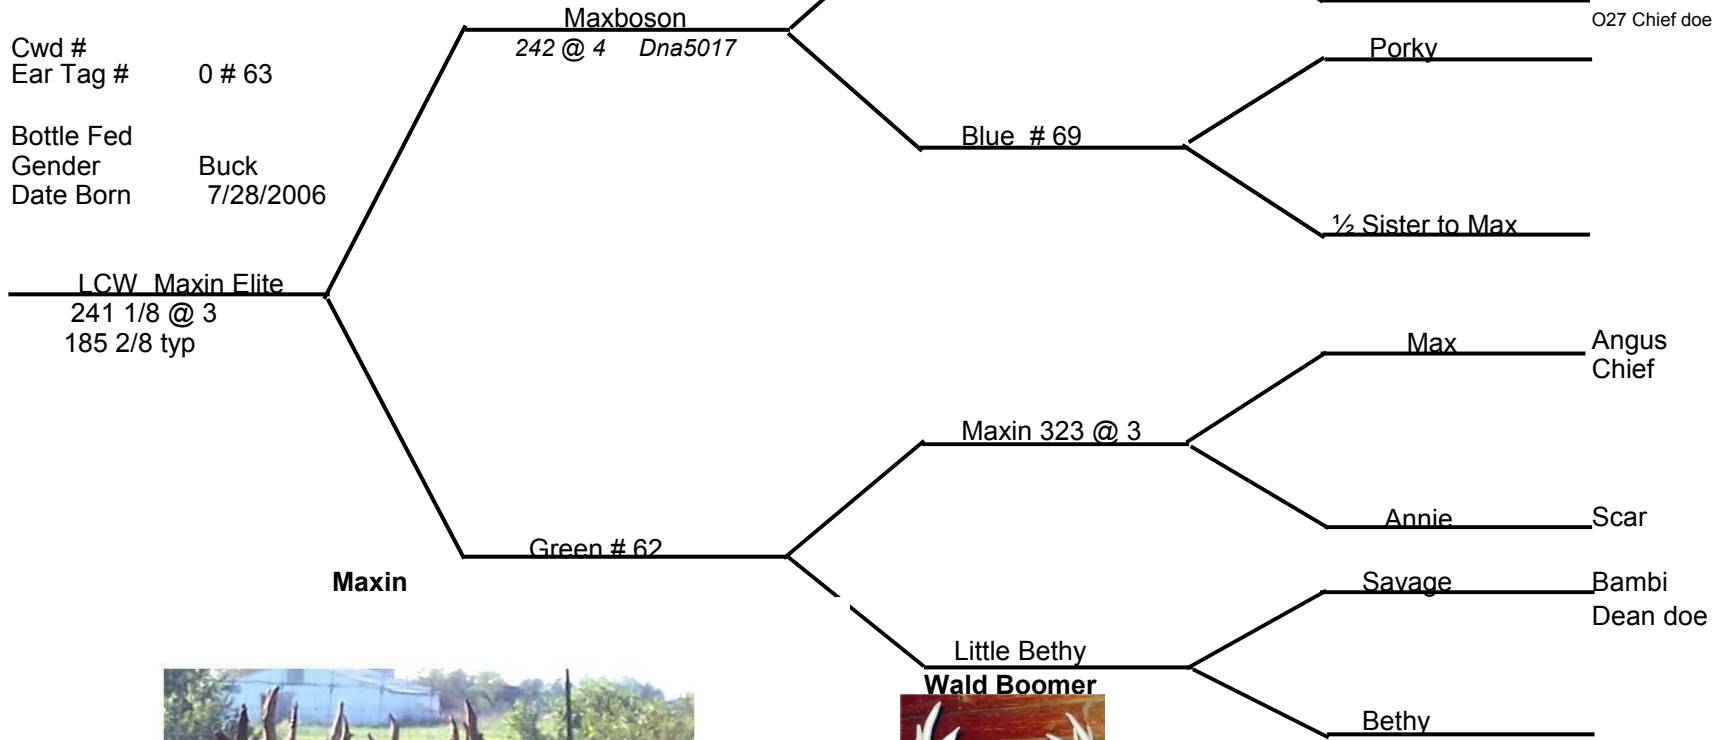 Maxboson
O27 Chief doe
242 @ 4 Dna5017
Cwd #
Porky
Ear Tag # 0 # 63
Bottle Fed
Blue # 69
Gender Buck
Date Born 7/28/2006
½ Sister to Max
LCW Maxin Elite
241 1/8 @ 3
185 2/8 typ
Max
Angus
Chief
Maxin 323 @ 3
Annie
Scar
Green # 62
Maxin
Savage
Bambi
Dean doe
Little Bethy
Wald Boomer
Bethy